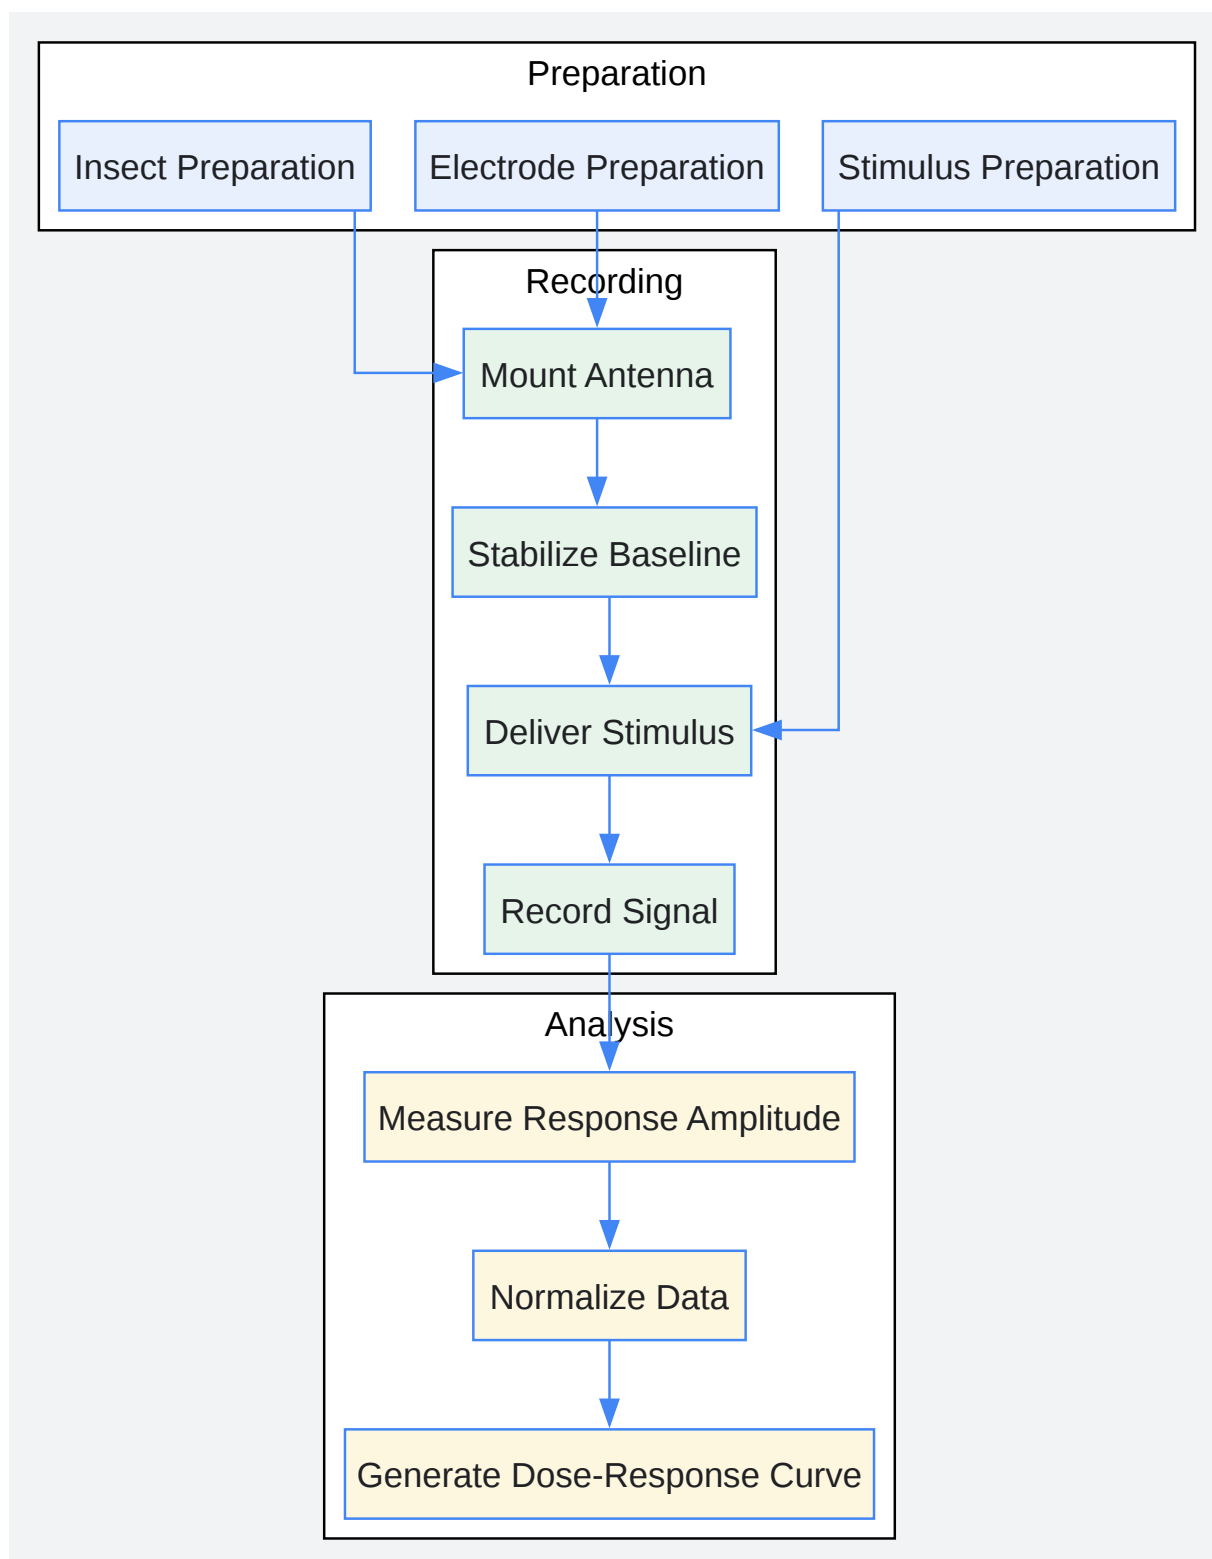 Preparation
Insect Preparation
Electrode Preparation
Stimulus Preparation
Recording
Mount Antenna
Stabilize Baseline
Deliver Stimulus
Record Signal
Analysis
Measure Response Amplitude
Normalize Data
Generate Dose-Response Curve